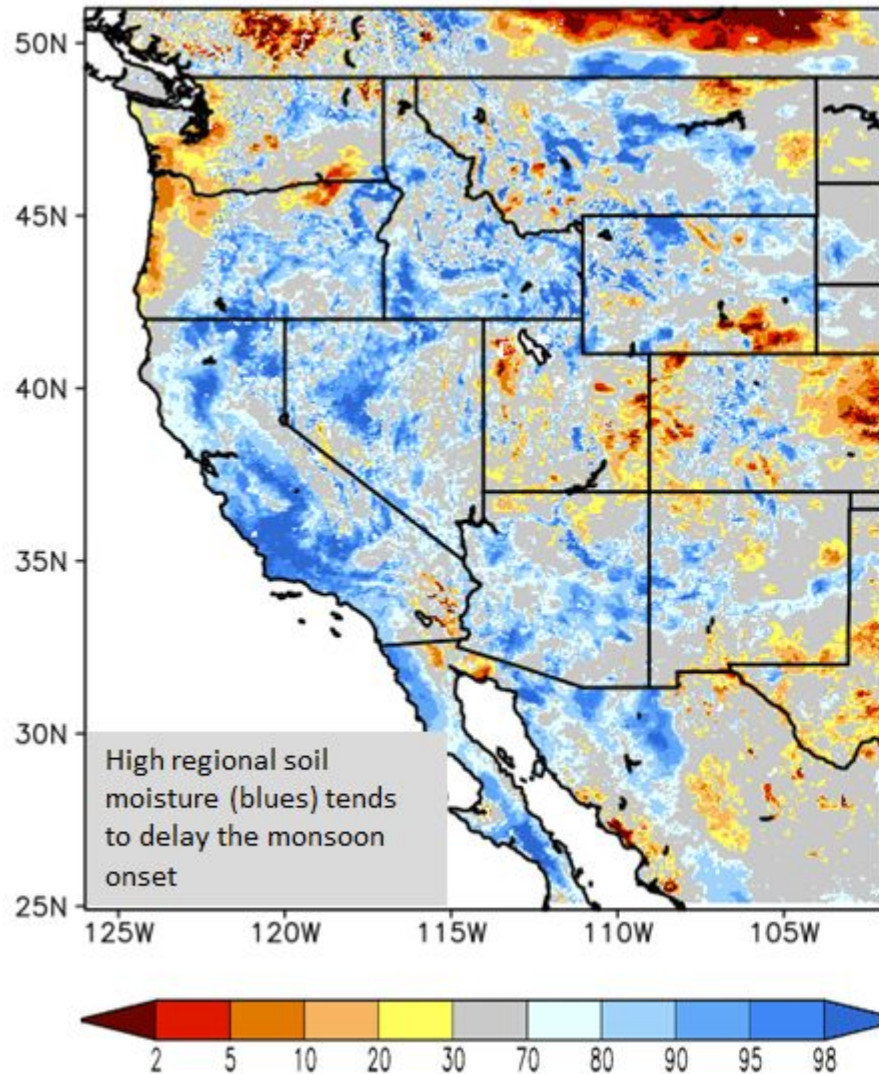 50N
45N
40N
35N
30N
25N
High regional soil
moisture (blues) tends
to delay the monsoon
onset
125W 120W 115W 110W 105W
2 5 10 20 30 70 80 90 95 98